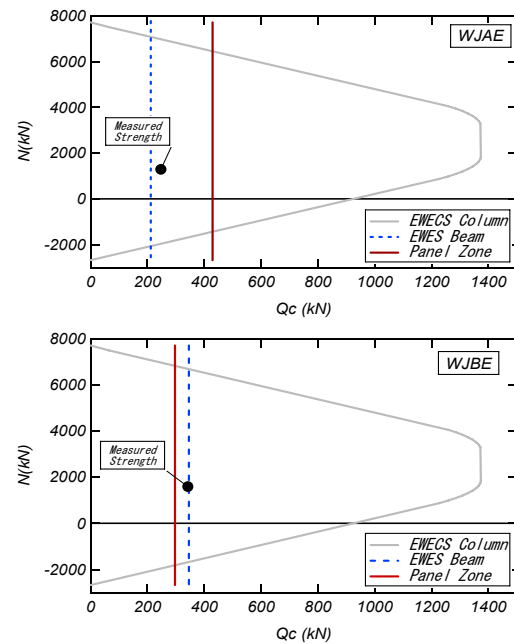 8000
WJAE
6000
4000
Measured
Strength
N(kN)
2000
0
EWECS Column
EWES Beam
Panel Zone
-2000
0 200 400 600 800 1000 1200 1400
Qc (kN)
8000
WJBE
6000
4000
Measured
Strength
N(kN)
2000
0
EWECS Column
EWES Beam
Panel Zone
-2000
0 200 400 600 800 1000 1200 1400
Qc (kN)